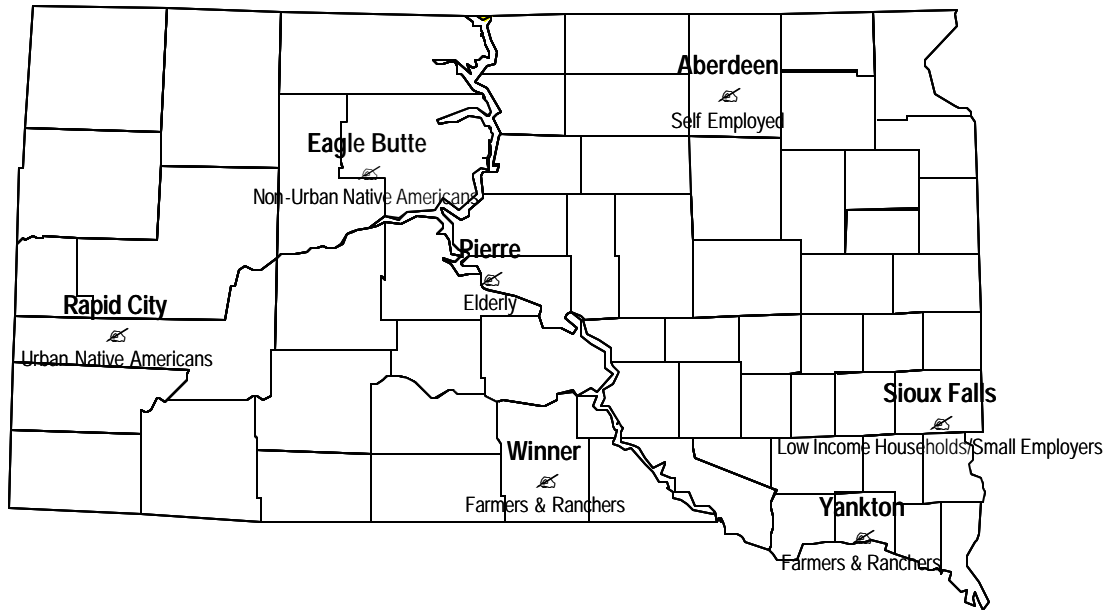 Aberdeen
Self Employed
Eagle Butte
Non-Urban Native Americans
Pierre
Elderly
Rapid City
Urban Native Americans
Sioux Falls
Low Income Households/Small Employers
Winner
Farmers & Ranchers
Yankton
Farmers & Ranchers